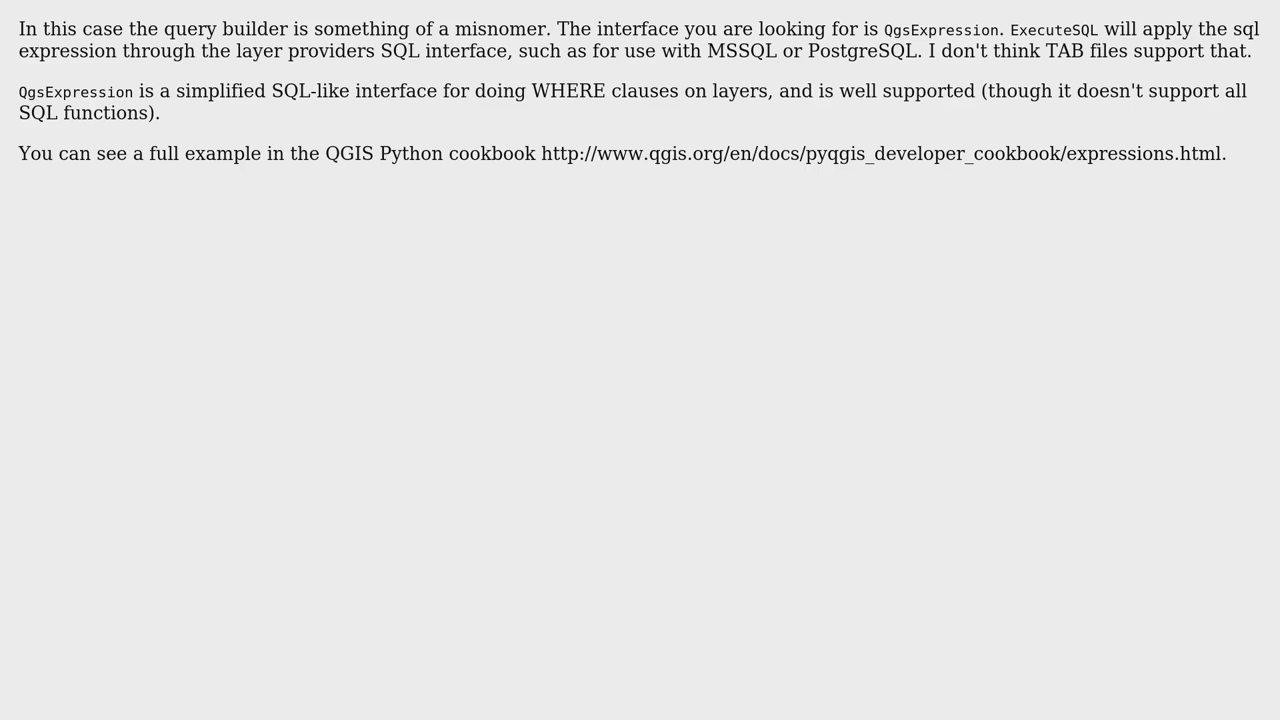 In this case the query builder is something of a misnomer. The interface you are looking for is QgsExpression. ExecuteSQL will apply the sql
expression through the layer providers SQL interface, such as for use with MSSQL or PostgreSQL. I don't think TAB files support that.
QgsExpression is a simplified SQL-like interface for doing WHERE clauses on layers, and is well supported (though it doesn't support all
SQL functions).
You can see a full example in the QGIS Python cookbook http://www.qgis.org/en/docs/pyqgis_developer_cookbook/expressions.html.